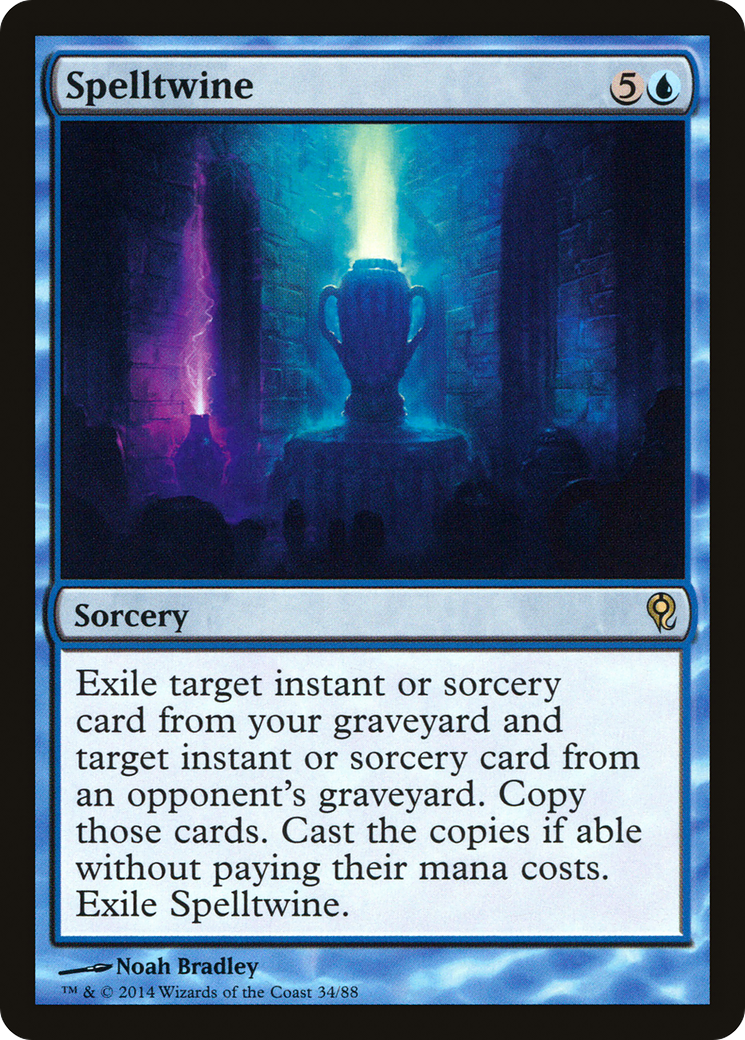 Spelltwine 5
Sorcery
Exile target instant or sorcery
card from your graveyard and
target instant or sorcery card from
an opponent's graveyard. Copy
those cards. Cast the copies if able
without paying their mana costs.
Exile Spelltwine.
Noah Bradley
™ & © 2014 Wizards of the Coast 34/88